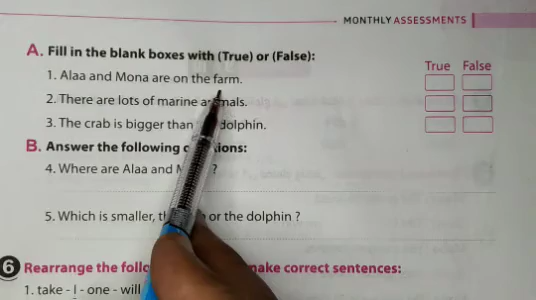 MONTHLY ASSESSMENTS
A. Fill in the blank boxes with (True) or (False):
True False
1. Alaa and Mona are on the farm.
2. There are lots of marine animals.
3. The crab is bigger than dolphin.
B. Answer the following questions:
4. Where are Alaa and ?
5. Which is smaller, or the dolphin ?
6 Rearrange the make correct sentences:
1. take - I - one - will